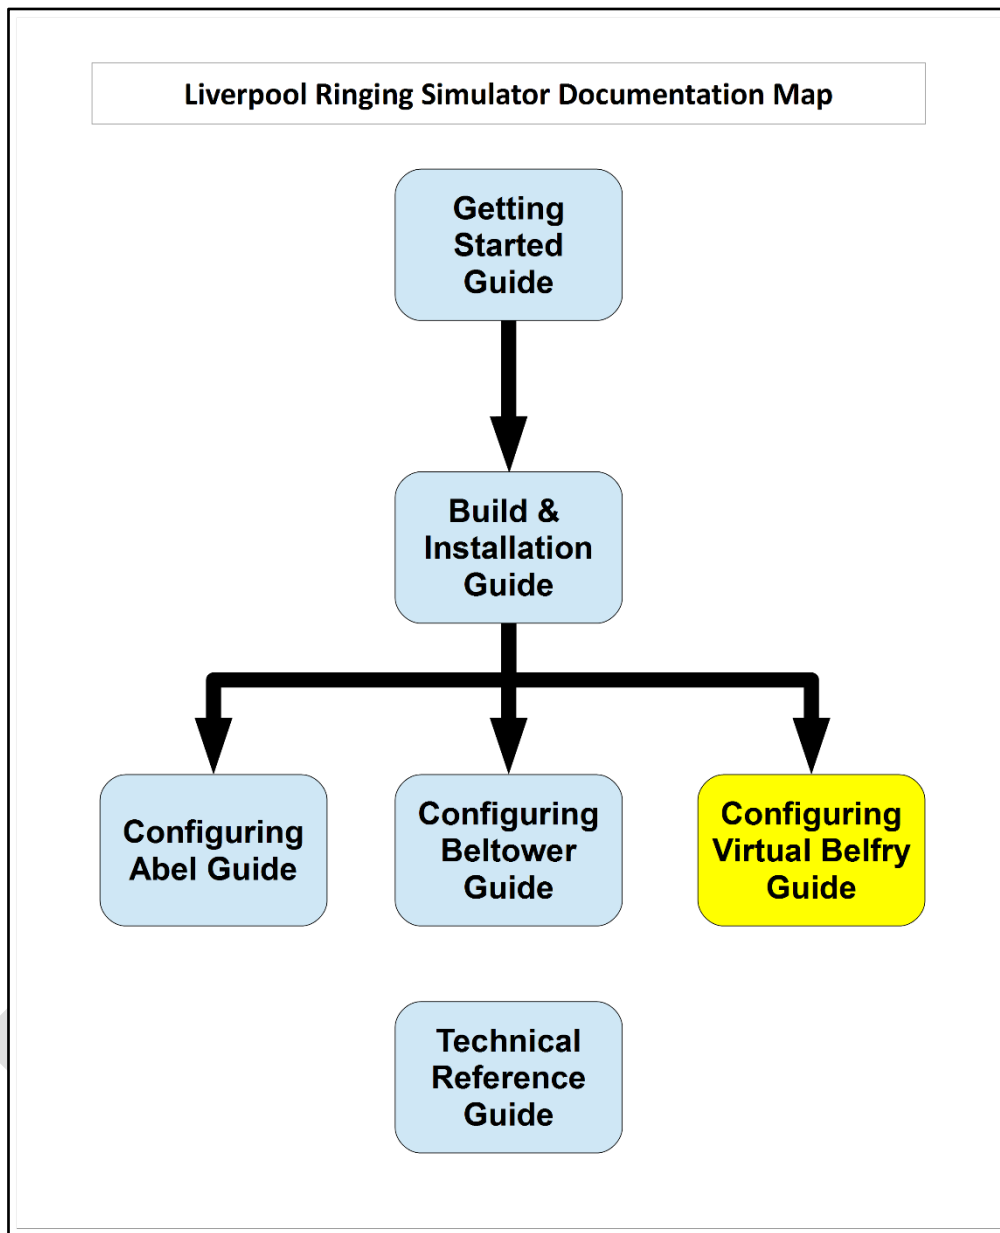 Liverpool Ringing Simulator Documentation Map
Getting
Started
Guide
Build &
Installation
Guide
Configuring
Abel Guide
Configuring
Beltower
Guide
Configuring
Virtual Belfry
Guide
Technical
Reference
Guide